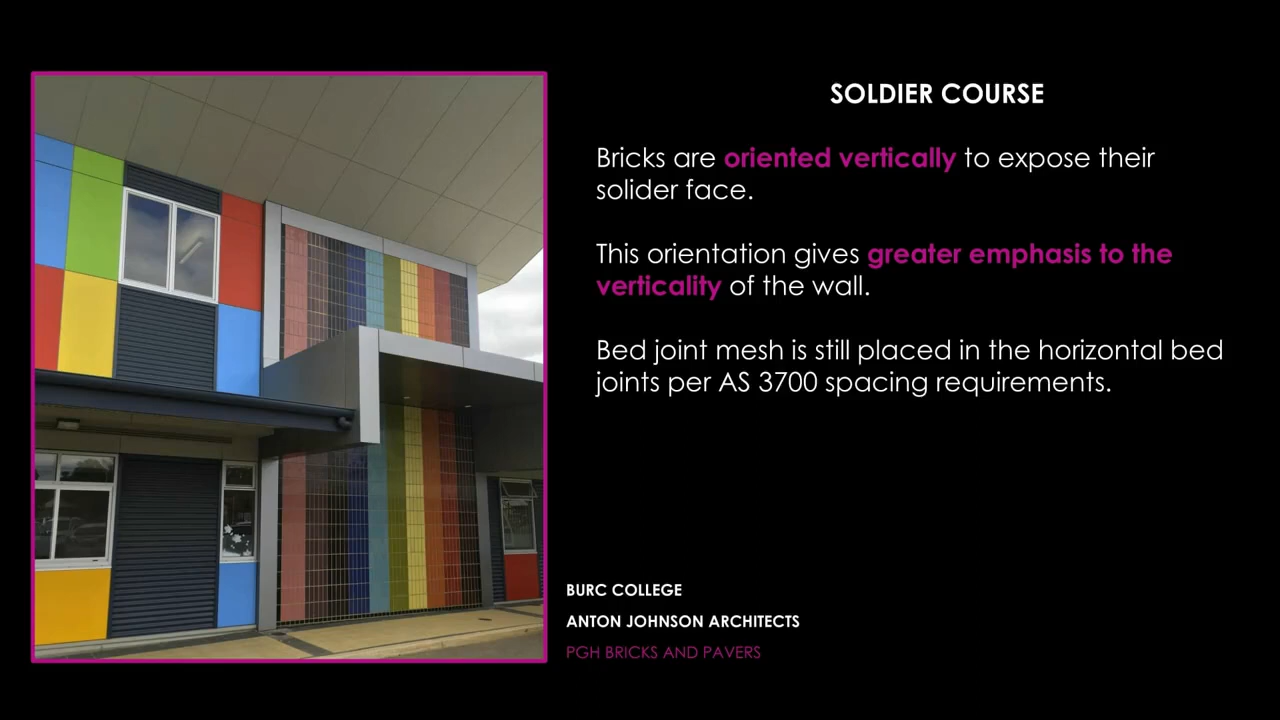 SOLDIER COURSE
Bricks are oriented vertically to expose their
solider face.
This orientation gives greater emphasis to the
verticality of the wall.
Bed joint mesh is still placed in the horizontal bed
joints per AS 3700 spacing requirements.
BURC COLLEGE
ANTON JOHNSON ARCHITECTS
PGH BRICKS AND PAVERS